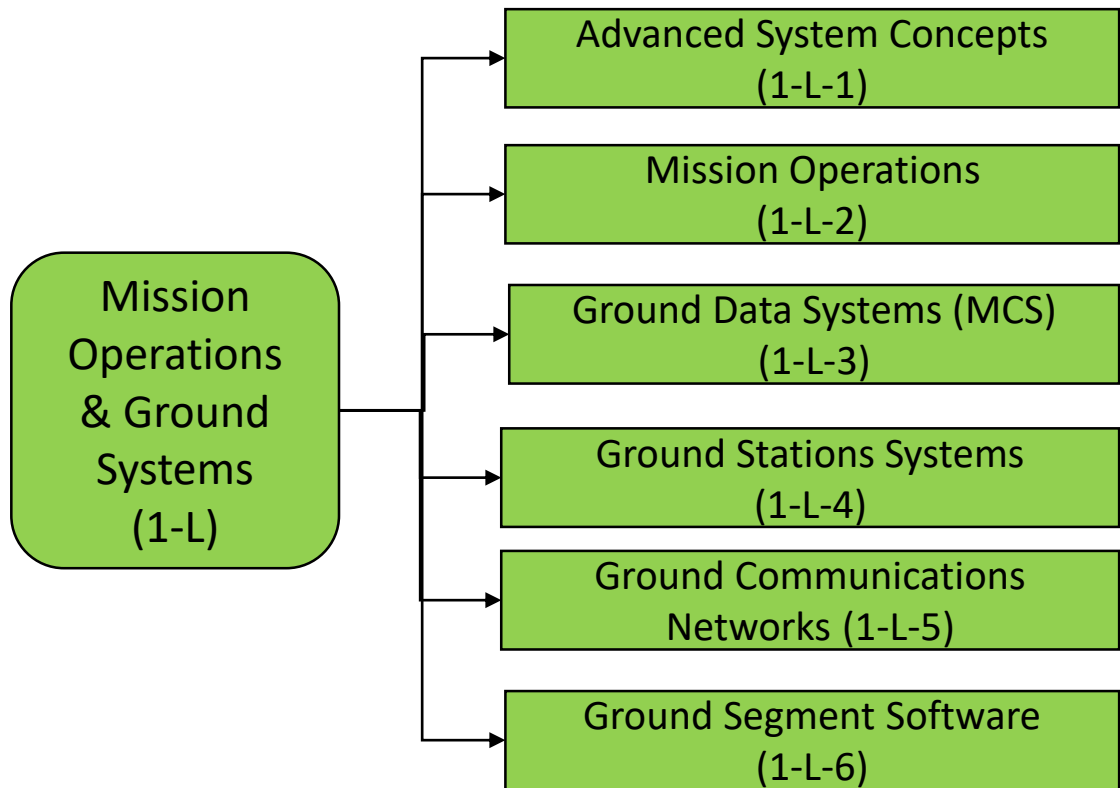 Mission
Operations
& Ground
Systems
(1-L)
Advanced System Concepts
(1-L-1)
Mission Operations
(1-L-2)
Ground Data Systems (MCS)
(1-L-3)
Ground Stations Systems
(1-L-4)
Ground Communications
Networks (1-L-5)
Ground Segment Software
(1-L-6)